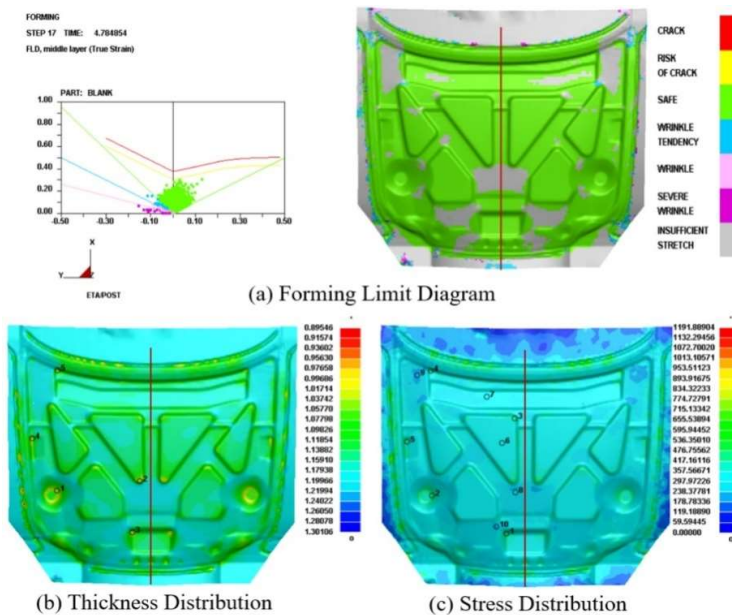 FORMING
STEP 17 TIME: 4.784854
FLD, middle layer (True Strain)
PART: BLANK
1.00
0.80
0.60
0.40
0.20
0.00
-0.50
-0.30
-0.10
0.10
0.30
0.50
X
Y
ETA/POST
CRACK
RISK
OF CRACK
SAFE
WRINKLE
TENDENCY
WRINKLE
SEVERE
WRINKLE
INSUFFICIENT
STRETCH
(a) Forming Limit Diagram
0.89546
0.91574
0.93602
0.95630
0.97658
0.99686
1.01714
1.03742
1.05770
1.07798
1.09826
1.11854
1.13882
1.15910
1.17938
1.19966
1.21994
1.24022
1.26050
1.28078
1.30106
(b) Thickness Distribution
1191.88904
1132.29456
1072.70020
1013.10571
953.51123
893.91675
834.32233
774.72791
715.13342
655.53894
595.94452
536.35010
476.75562
417.16116
357.56671
297.97226
238.37781
178.78336
119.18890
59.59445
0.00000
(c) Stress Distribution